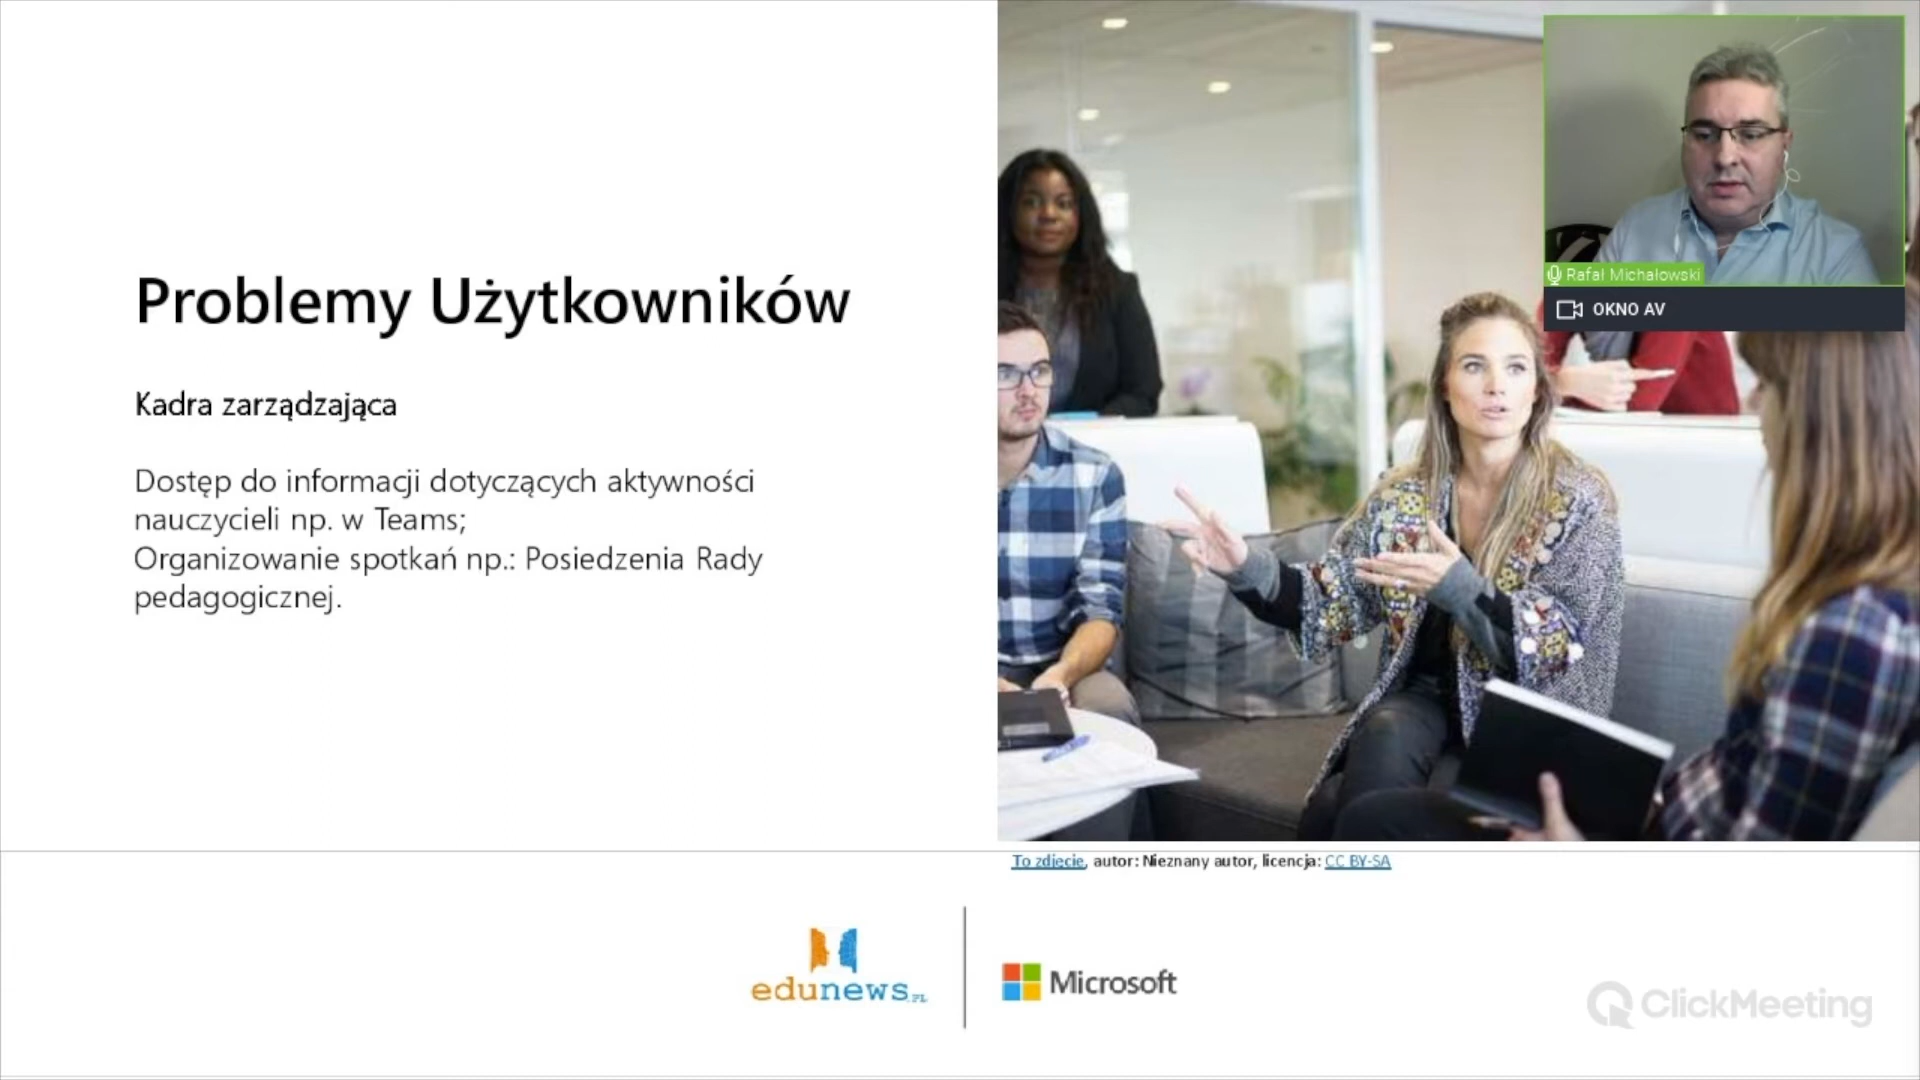 Problemy Użytkowników
Kadra zarządzająca
Dostęp do informacji dotyczących aktywności
nauczycieli np. w Teams;
Organizowanie spotkań np.: Posiedzenia Rady
pedagogicznej.
Rafał Michałowski
OKNO AV
To zdjęcie, autor: Nieznany autor, licencja: CC BY-SA
edunews.PL
Microsoft
ClickMeeting